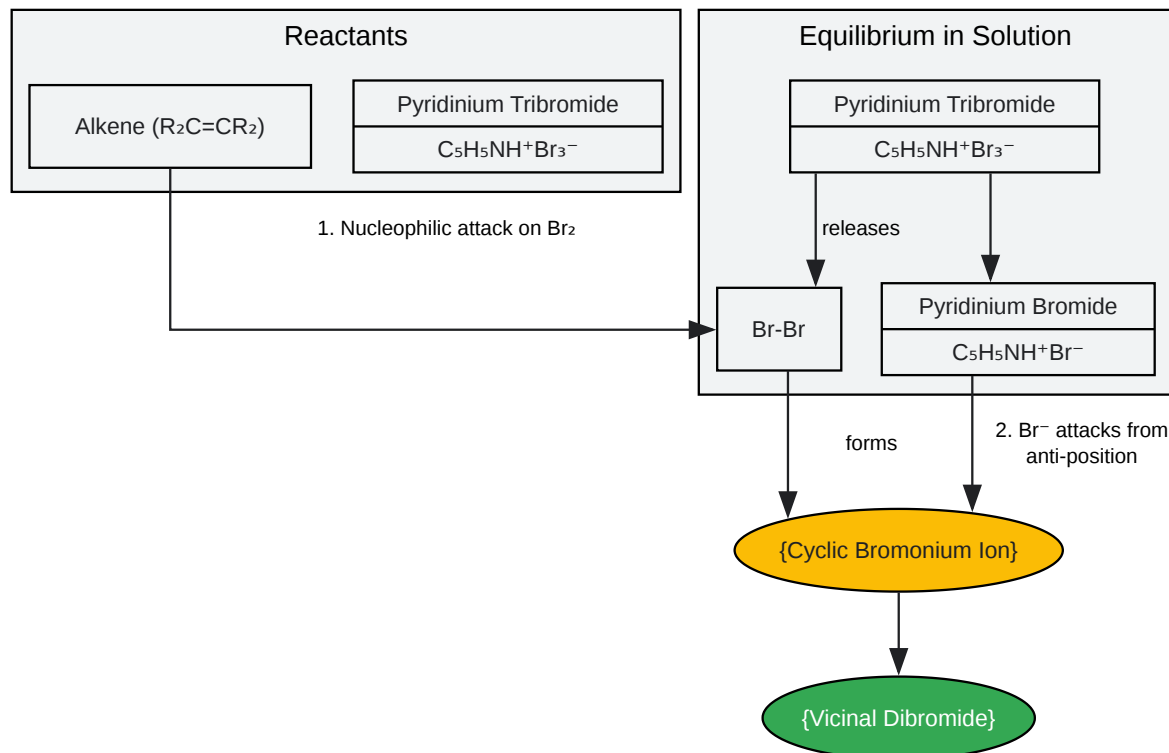 Reactants
Alkene (R₂C=CR₂)
Pyridinium Tribromide
C₅H₅NH⁺Br₃⁻
Equilibrium in Solution
Pyridinium Tribromide
C₅H₅NH⁺Br₃⁻
1. Nucleophilic attack on Br₂
releases
Br-Br
Pyridinium Bromide
C₅H₅NH⁺Br⁻
forms
2. Br⁻ attacks from
anti-position
{Cyclic Bromonium Ion}
{Vicinal Dibromide}